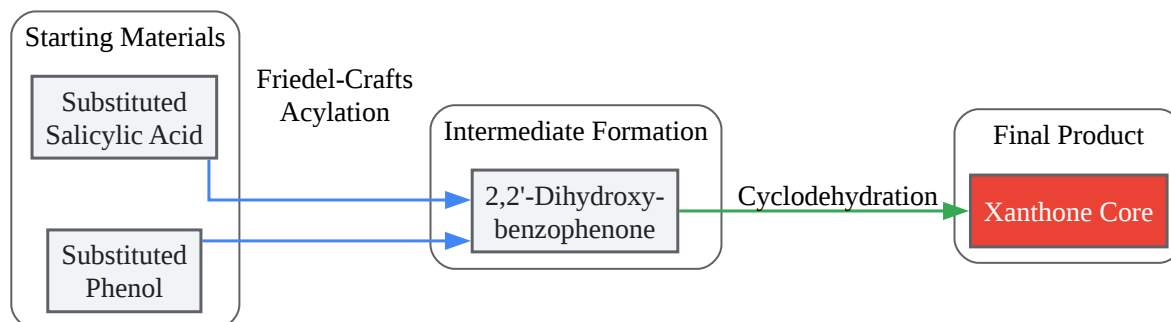 Starting Materials
Substituted
Salicylic Acid
Substituted
Phenol
Friedel-Crafts
Acylation
Intermediate Formation
2,2'-Dihydroxy-
benzophenone
Cyclodehydration
Final Product
Xanthone Core